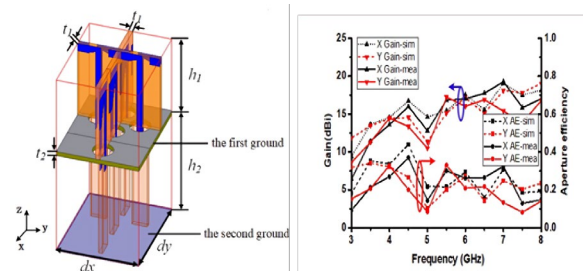 t1
t1
h1
the first ground
t2
h2
z
y
x
the second ground
dx
dy
X Gain-sim
Y Gain-sim
X Gain-mea
Y Gain-mea
X AE-sim
Y AE-sim
X AE-mea
Y AE-mea
25
20
15
10
5
0
Gain(dBi)
1.0
0.8
0.6
0.4
0.2
0.0
Aperture efficiency
3 4 5 6 7 8
Frequency (GHz)